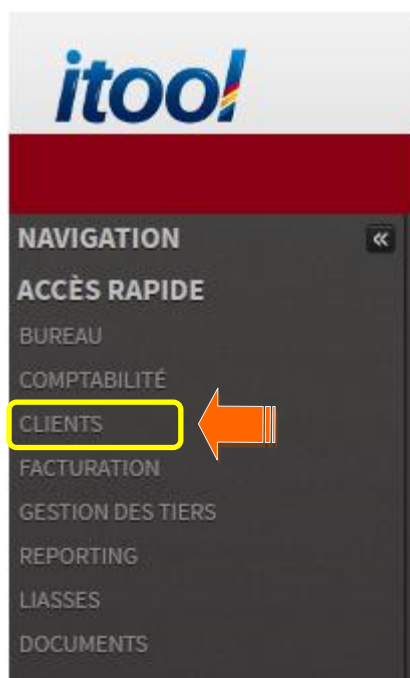 itool
NAVIGATION «
ACCÈS RAPIDE
BUREAU
COMPTABILITÉ
CLIENTS
FACTURATION
GESTION DES TIERS
REPORTING
LIASSES
DOCUMENTS